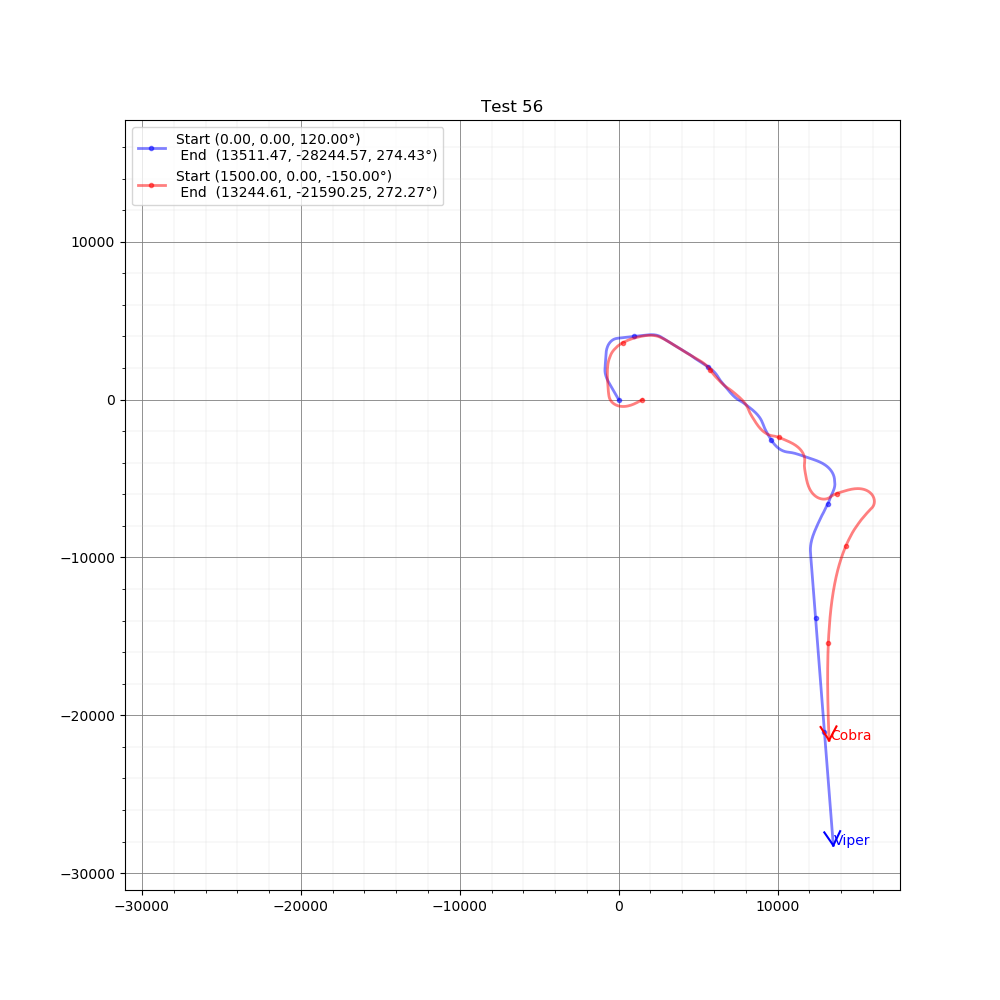 Test 56
Start (0.00, 0.00, 120.00°)
End  (13511.47, -28244.57, 274.43°)
Start (1500.00, 0.00, -150.00°)
End  (13244.61, -21590.25, 272.27°)
10000
0
−10000
−20000
−30000
Cobra
Viper
−30000
−20000
−10000
0
10000